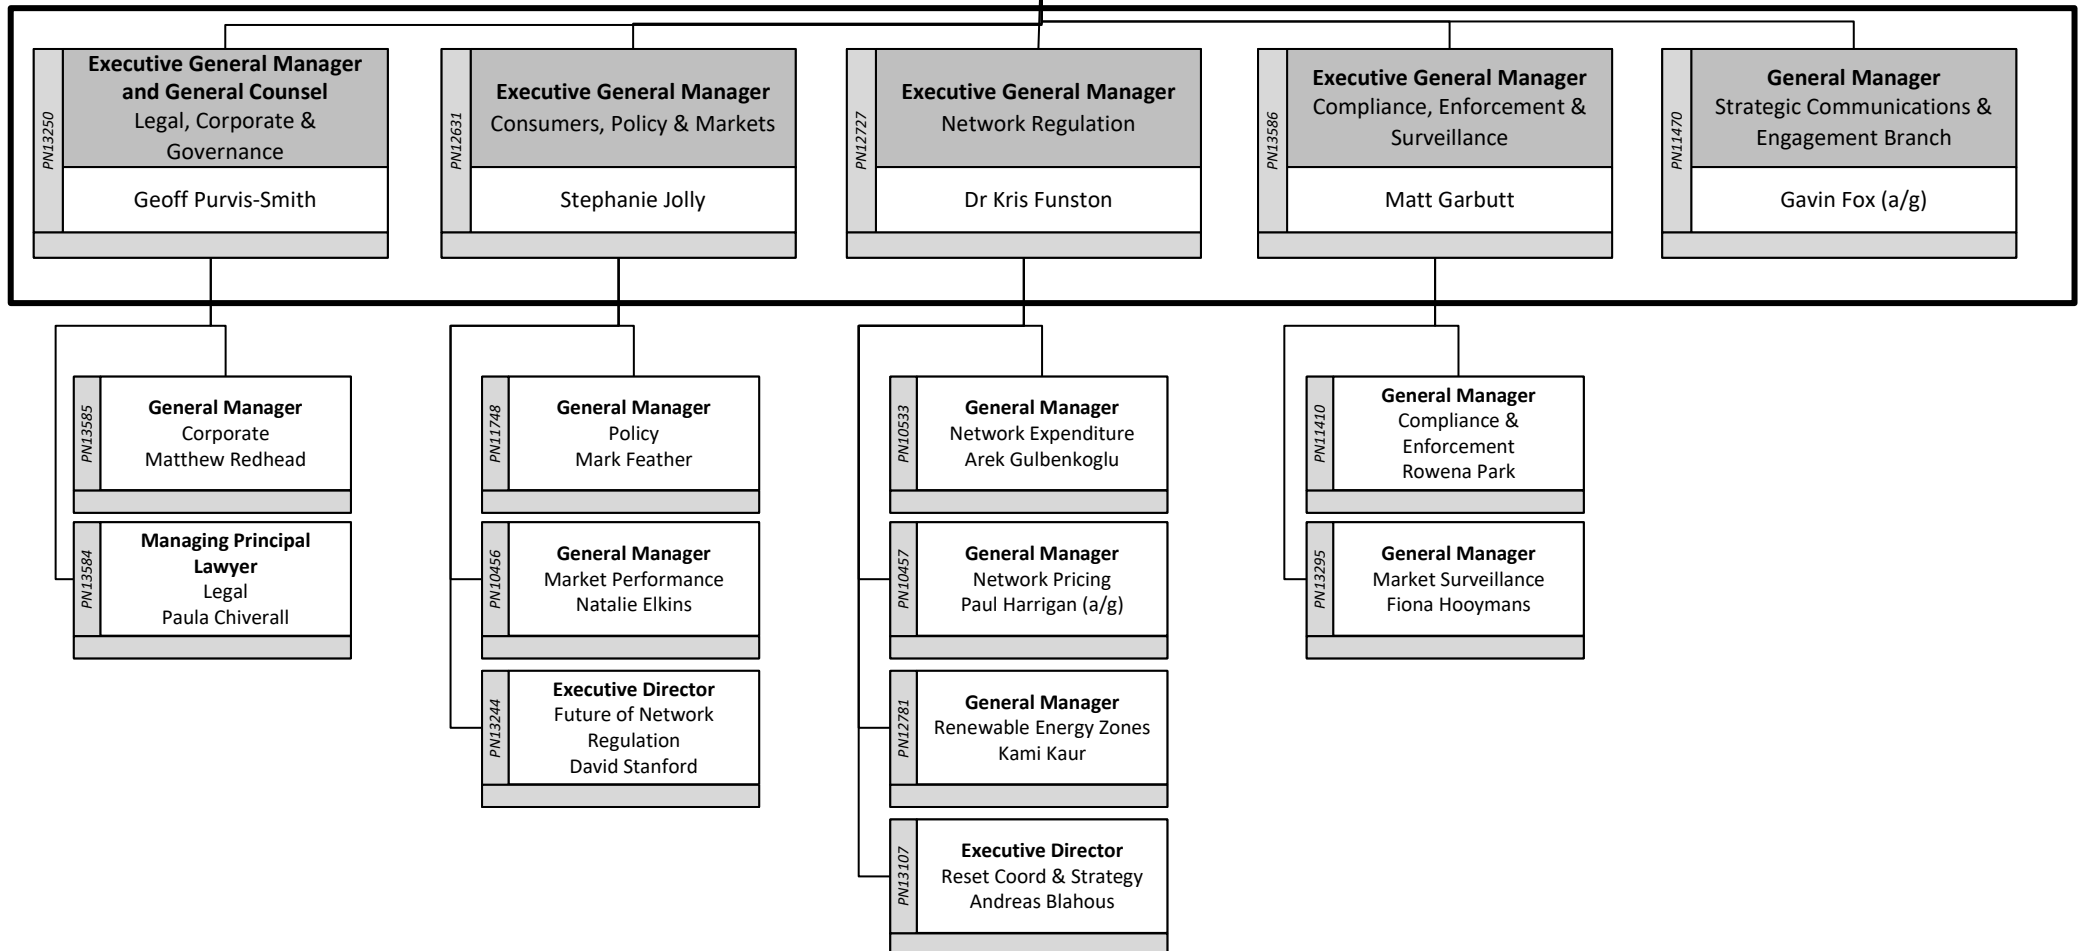 PN13250
Executive General Manager
and General Counsel
Legal, Corporate &
Governance
Geoff Purvis-Smith
PN12631
Executive General Manager
Consumers, Policy & Markets
Stephanie Jolly
PN12727
Executive General Manager
Network Regulation
Dr Kris Funston
PN13586
Executive General Manager
Compliance, Enforcement &
Surveillance
Matt Garbutt
PN11470
General Manager
Strategic Communications &
Engagement Branch
Gavin Fox (a/g)
PN13585
General Manager
Corporate
Matthew Redhead
PN13584
Managing Principal
Lawyer
Legal
Paula Chiverall
PN11748
General Manager
Policy
Mark Feather
PN10456
General Manager
Market Performance
Natalie Elkins
PN13244
Executive Director
Future of Network
Regulation
David Stanford
PN10533
General Manager
Network Expenditure
Arek Gulbenkoglu
PN10457
General Manager
Network Pricing
Paul Harrigan (a/g)
PN12781
General Manager
Renewable Energy Zones
Kami Kaur
PN13107
Executive Director
Reset Coord & Strategy
Andreas Blahous
PN11410
General Manager
Compliance &
Enforcement
Rowena Park
PN13295
General Manager
Market Surveillance
Fiona Hooymans